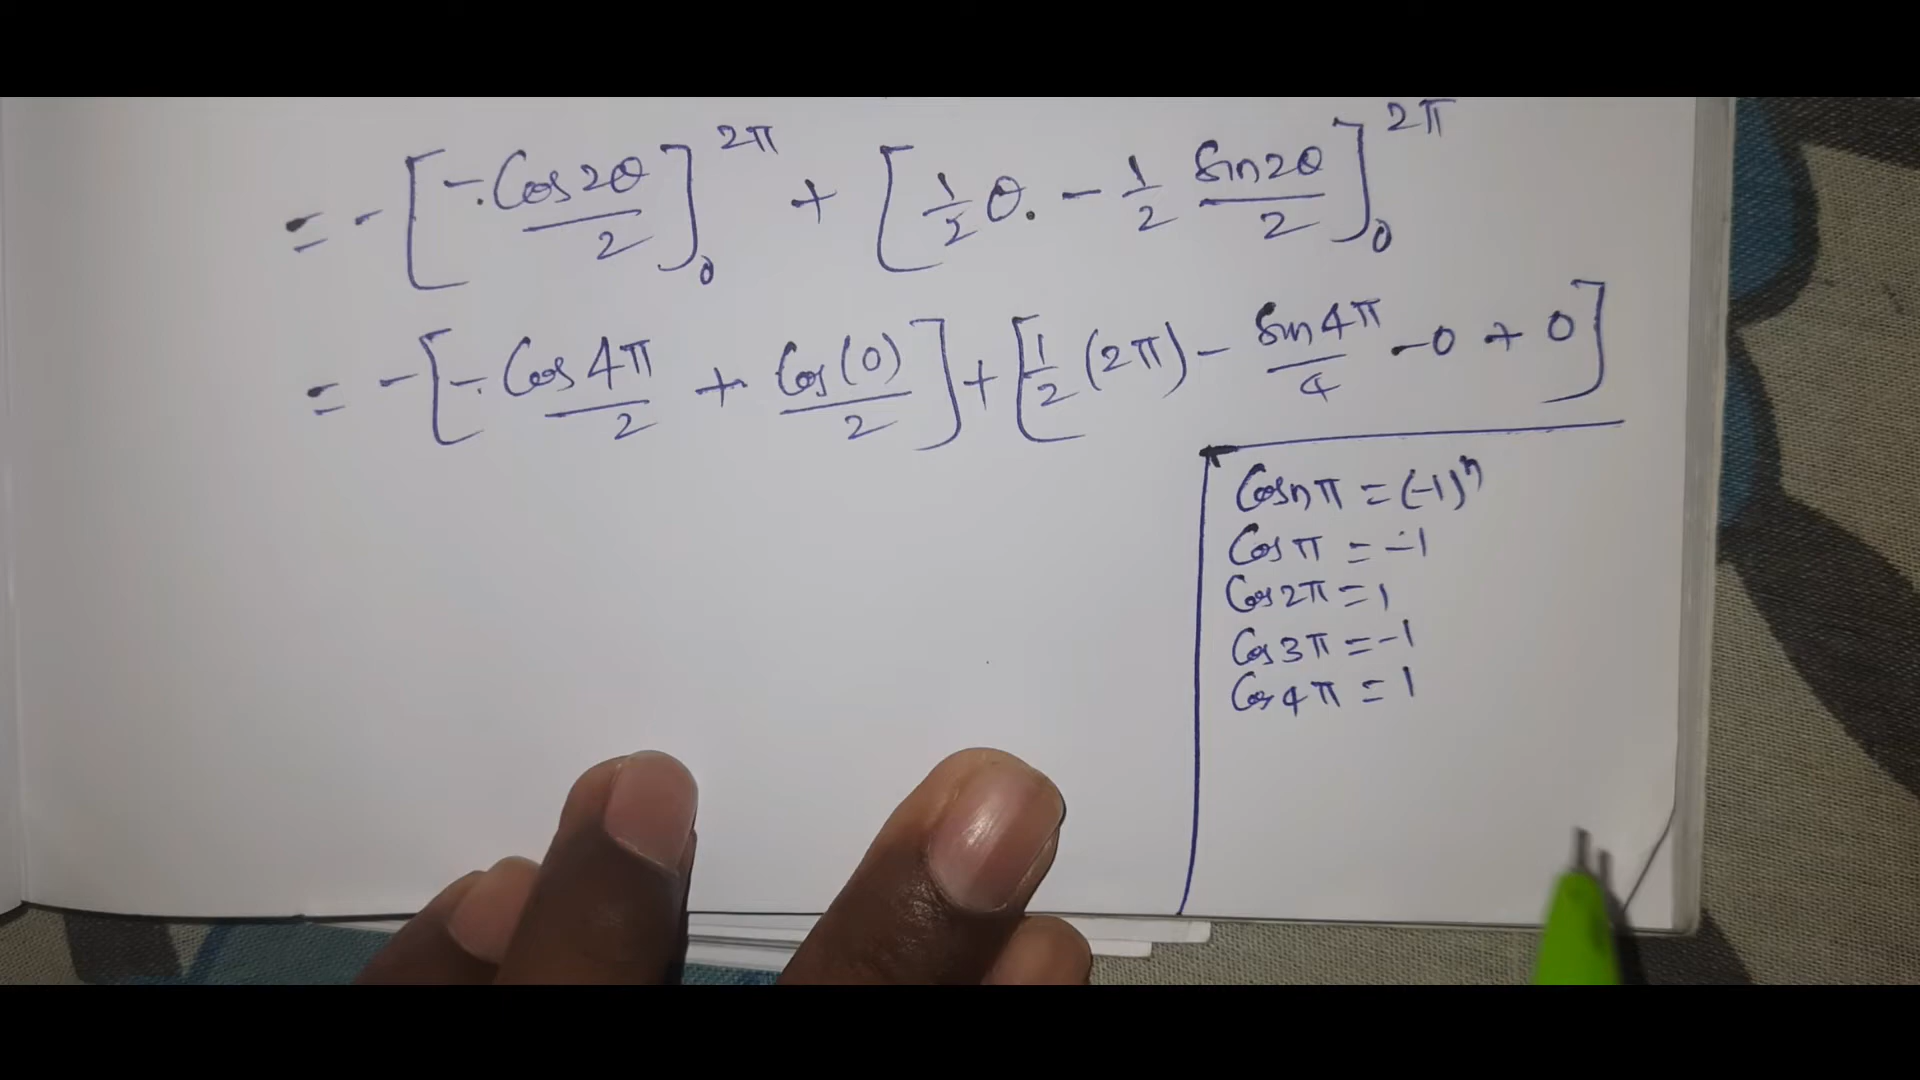 = - [ - Cos2θ / 2 ]₀^2π + [ 1/2 θ. - 1/2 Sin2θ / 2 ]₀^2π
= - [ - Cos4π / 2 + Cos(0) / 2 ] + [ 1/2 (2π) - Sin4π / 4 - 0 + 0 ]
Cosnπ = (-1)^n
Cosπ = -1
Cos2π = 1
Cos3π = -1
Cos4π = 1